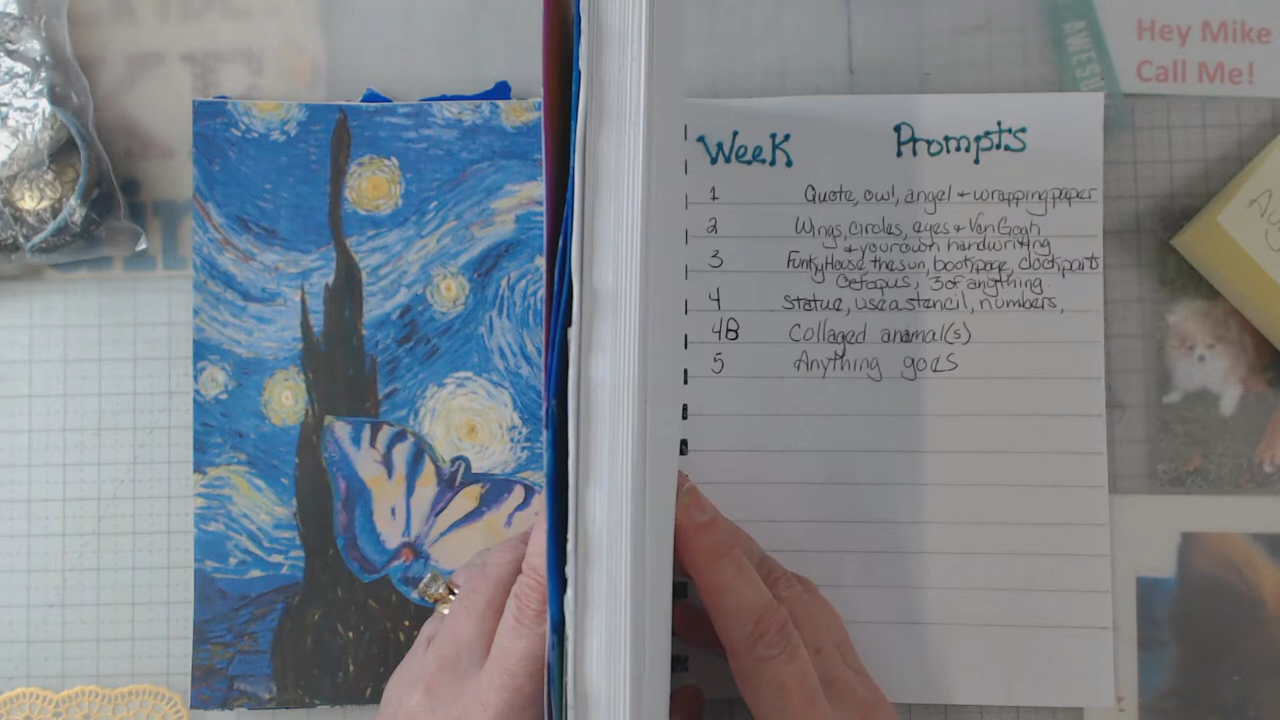 Hey Mike
Call Me!
AWESO
Week Prompts
1 Quote, owl, angel + wrapping paper
2 Wings, circles, eyes + Van Gogh
+ your own handwriting
3 Funky House, the sun, book page, clock parts
Octopus, 3 of anything
4 Statue, use a stencil, numbers,
4B Collaged animal(s)
5 Anything goes